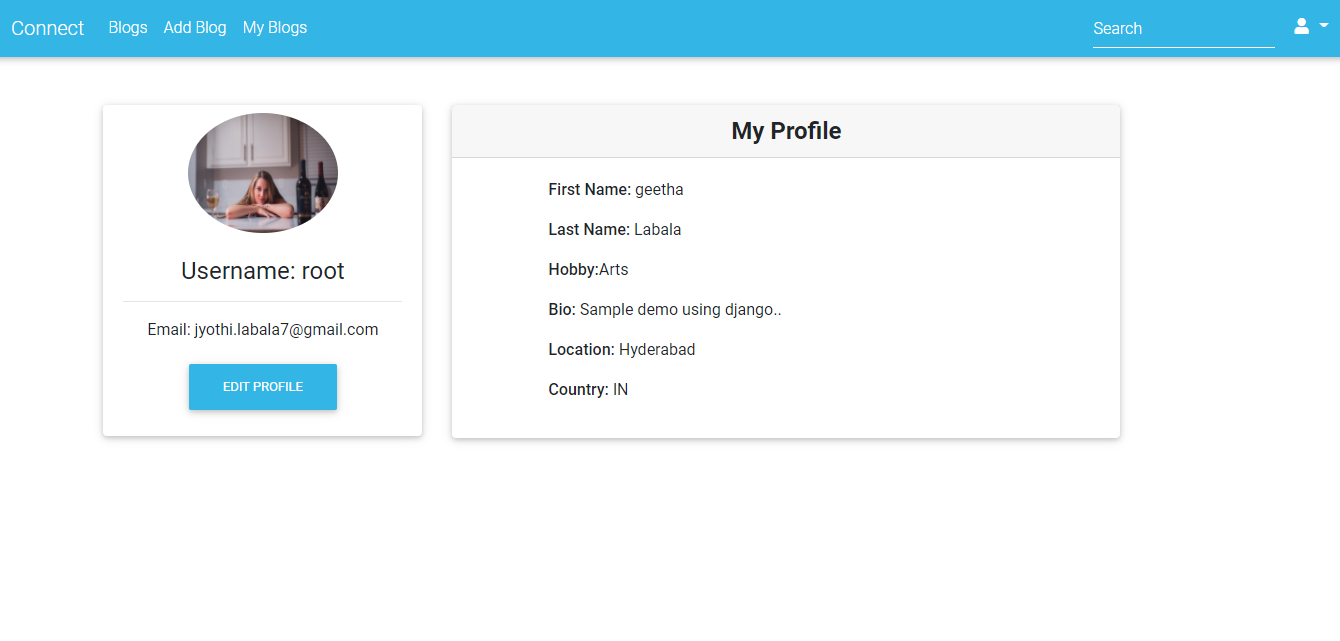 Connect Blogs Add Blog My Blogs Search
Username: root
Email: jyothi.labala7@gmail.com
EDIT PROFILE
My Profile
First Name: geetha
Last Name: Labala
Hobby:Arts
Bio: Sample demo using django..
Location: Hyderabad
Country: IN